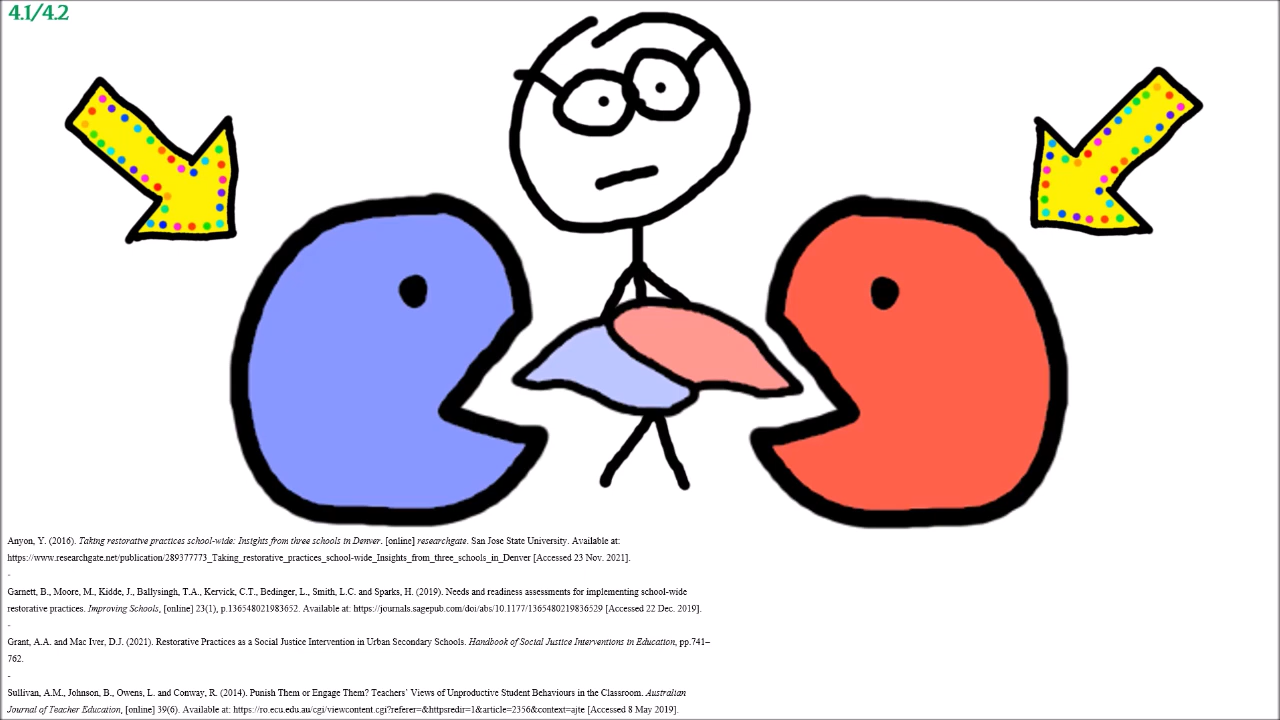 4.1/4.2
Anyon, Y. (2016). Taking restorative practices school-wide: Insights from three schools in Denver. [online] researchgate. San Jose State University. Available at:
https://www.researchgate.net/publication/289377773_Taking_restorative_practices_school-wide_Insights_from_three_schools_in_Denver [Accessed 23 Nov. 2021].
-
Garnett, B., Moore, M., Kidde, J., Ballysingh, T.A., Kervick, C.T., Bedinger, L., Smith, L.C. and Sparks, H. (2019). Needs and readiness assessments for implementing school-wide
restorative practices. Improving Schools, [online] 23(1), p.136548021983652. Available at: https://journals.sagepub.com/doi/abs/10.1177/1365480219836529 [Accessed 22 Dec. 2019].
-
Grant, A.A. and Mac Iver, D.J. (2021). Restorative Practices as a Social Justice Intervention in Urban Secondary Schools. Handbook of Social Justice Interventions in Education, pp.741–
762.
-
Sullivan, A.M., Johnson, B., Owens, L. and Conway, R. (2014). Punish Them or Engage Them? Teachers’ Views of Unproductive Student Behaviours in the Classroom. Australian
Journal of Teacher Education, [online] 39(6). Available at: https://ro.ecu.edu.au/cgi/viewcontent.cgi?referer=&httpsredir=1&article=2356&context=ajte [Accessed 8 May 2019].